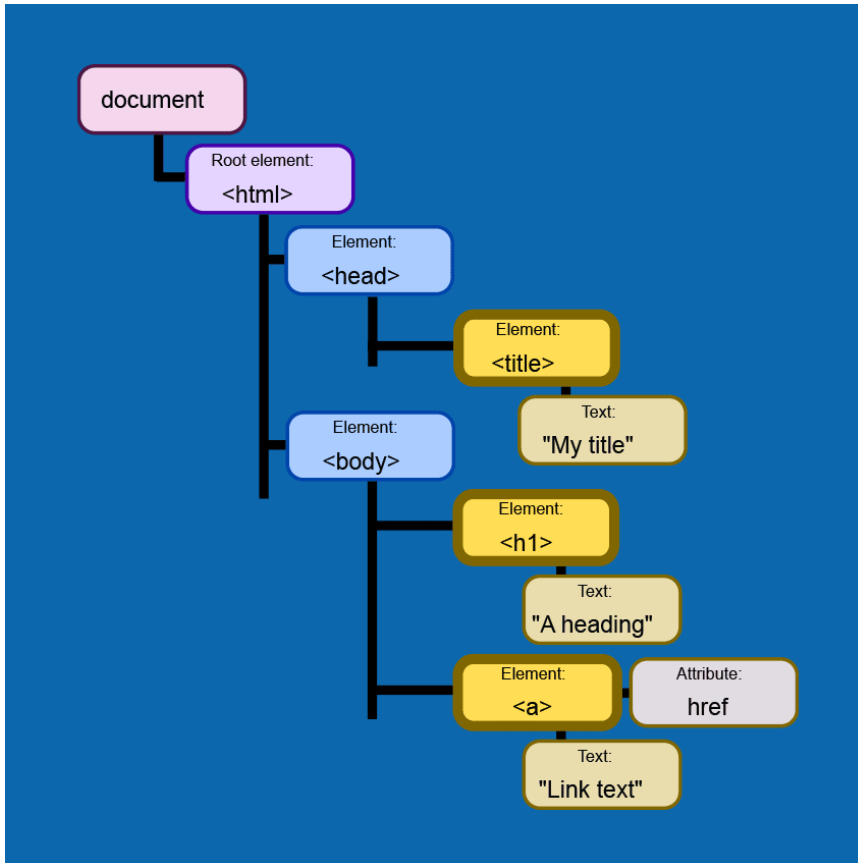 document
Root element:
<html>
Element:
<head>
Element:
<title>
Text:
"My title"
Element:
<body>
Element:
<h1>
Text:
"A heading"
Element:
<a>
Attribute:
href
Text:
"Link text"